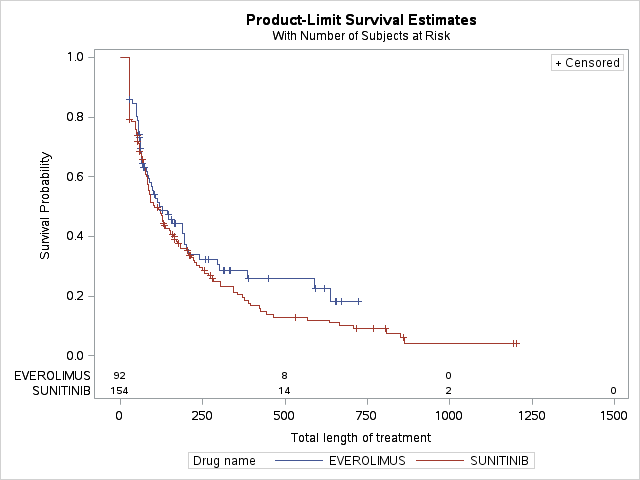 Product-Limit Survival Estimates
With Number of Subjects at Risk
+ Censored
1.0
0.8
0.6
0.4
0.2
0.0
Survival Probability
EVEROLIMUS 92 8 0
SUNITINIB 154 14 2 0
0 250 500 750 1000 1250 1500
Total length of treatment
Drug name EVEROLIMUS SUNITINIB